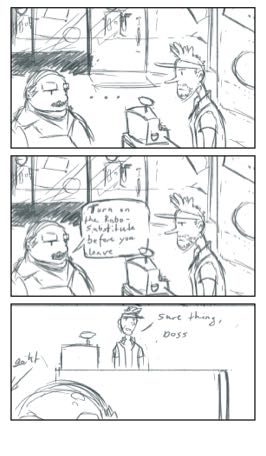 . . .
Turn on
the Robo-
Substitute
before you
leave
Sure thing,
Boss